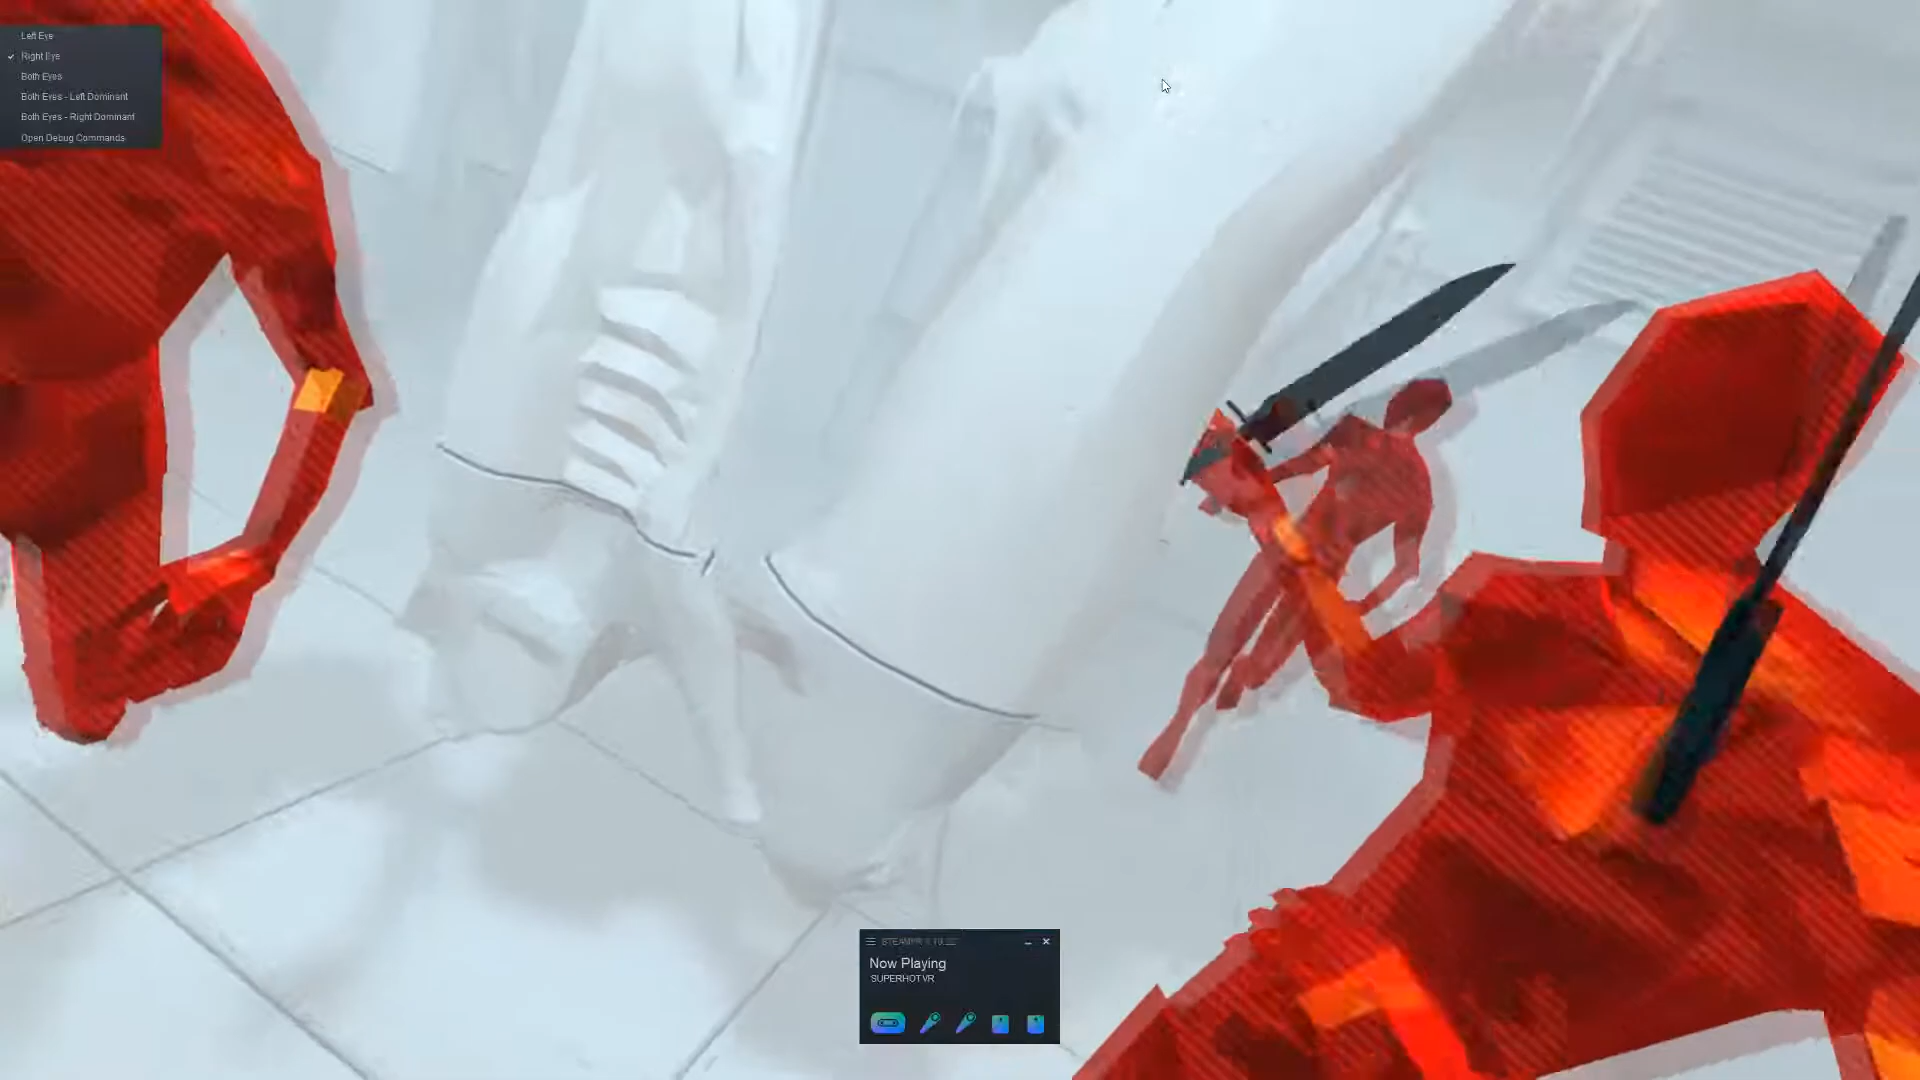 Left Eye
Right Eye
Both Eyes
Both Eyes - Left Dominant
Both Eyes - Right Dominant
Open Debug Commands
Now Playing
SUPERHOT VR